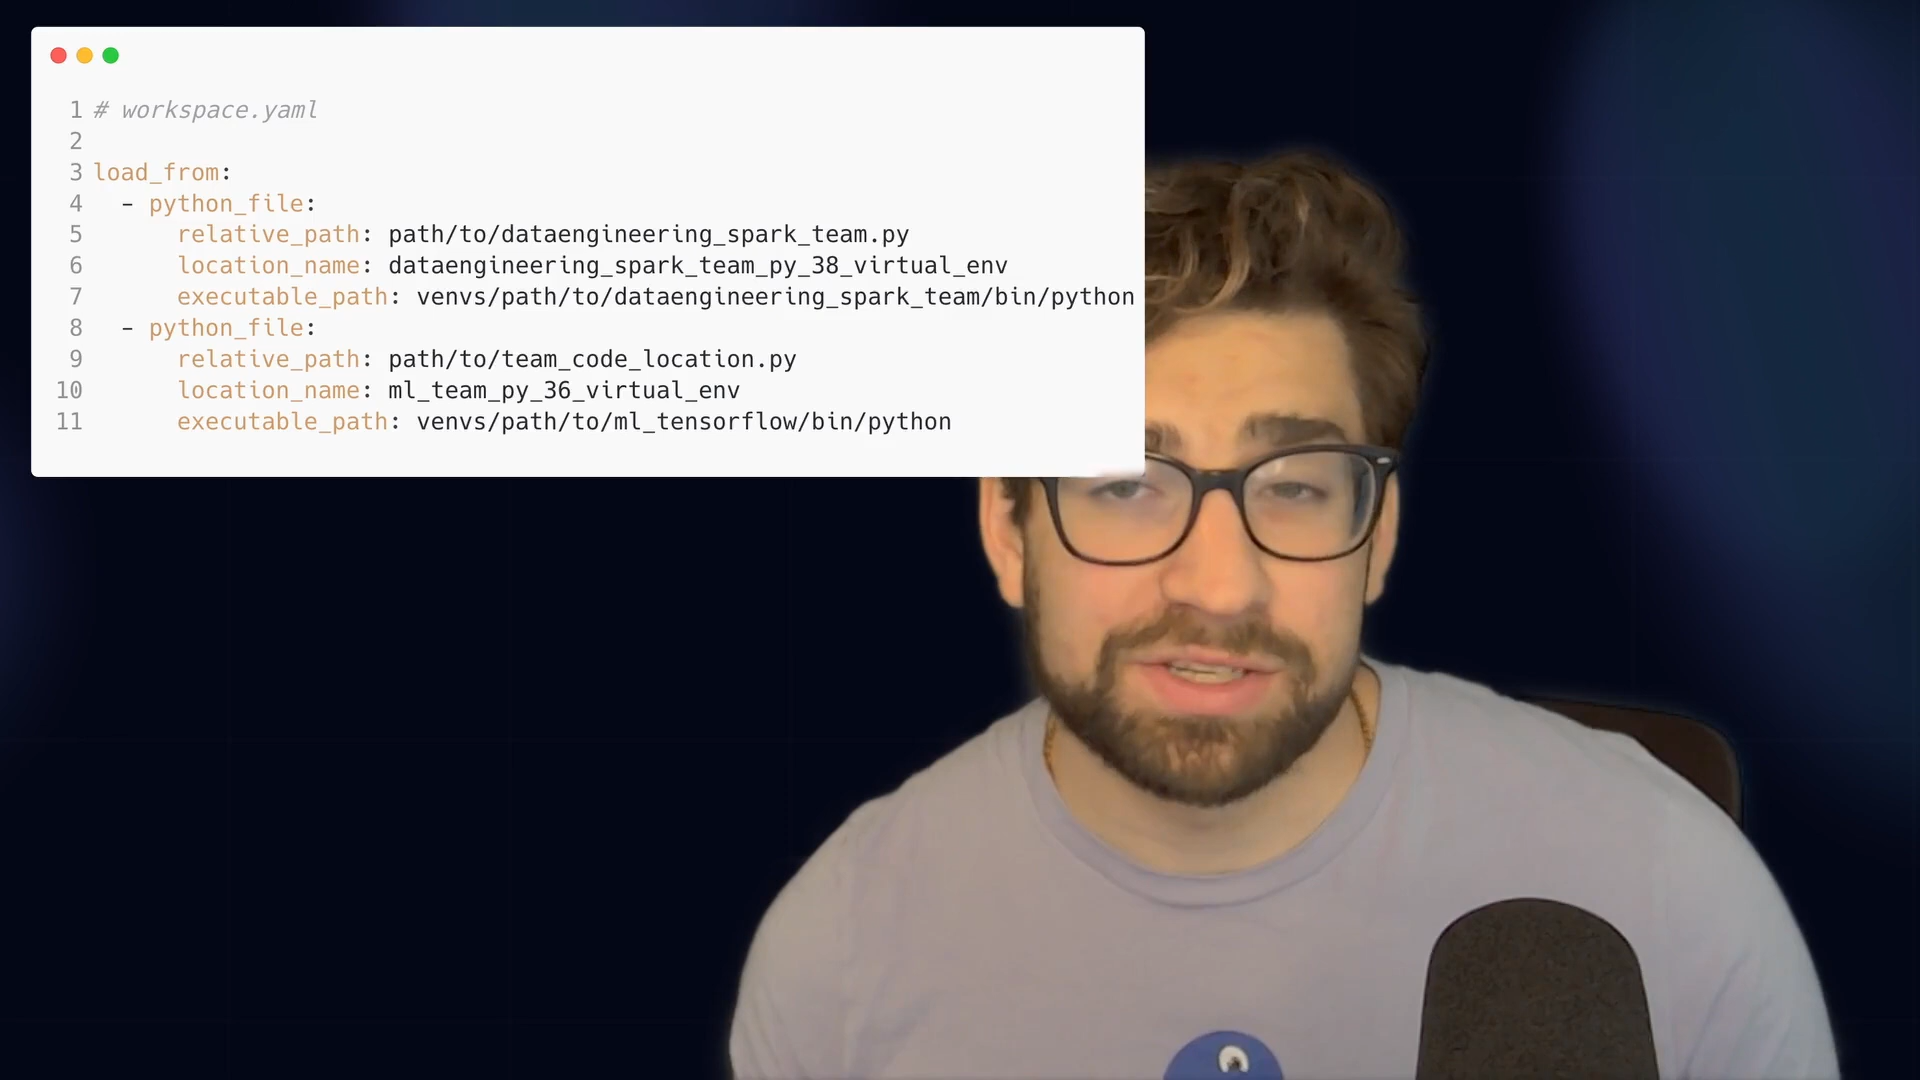 1 # workspace.yaml
2
3 load_from:
4   - python_file:
5       relative_path: path/to/dataengineering_spark_team.py
6       location_name: dataengineering_spark_team_py_38_virtual_env
7       executable_path: venvs/path/to/dataengineering_spark_team/bin/python
8   - python_file:
9       relative_path: path/to/team_code_location.py
10       location_name: ml_team_py_36_virtual_env
11       executable_path: venvs/path/to/ml_tensorflow/bin/python